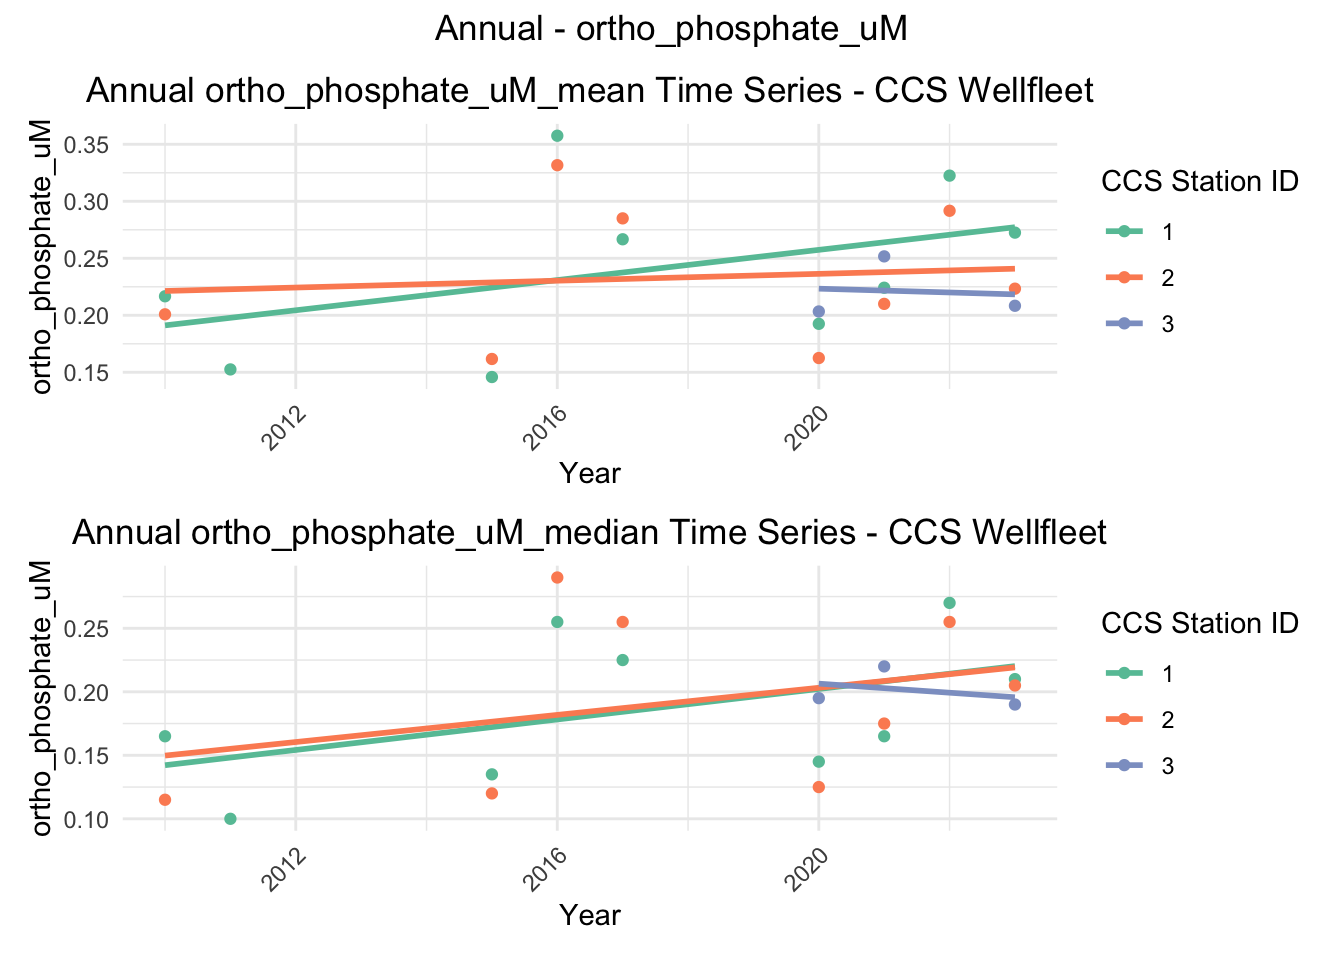 Annual - ortho_phosphate_uM
Annual ortho_phosphate_uM_mean Time Series - CCS Wellfleet
ortho_phosphate_uM
0.35
0.30
0.25
0.20
0.15
2012
2016
2020
Year
CCS Station ID
1
2
3
Annual ortho_phosphate_uM_median Time Series - CCS Wellfleet
ortho_phosphate_uM
0.25
0.20
0.15
0.10
2012
2016
2020
Year
CCS Station ID
1
2
3